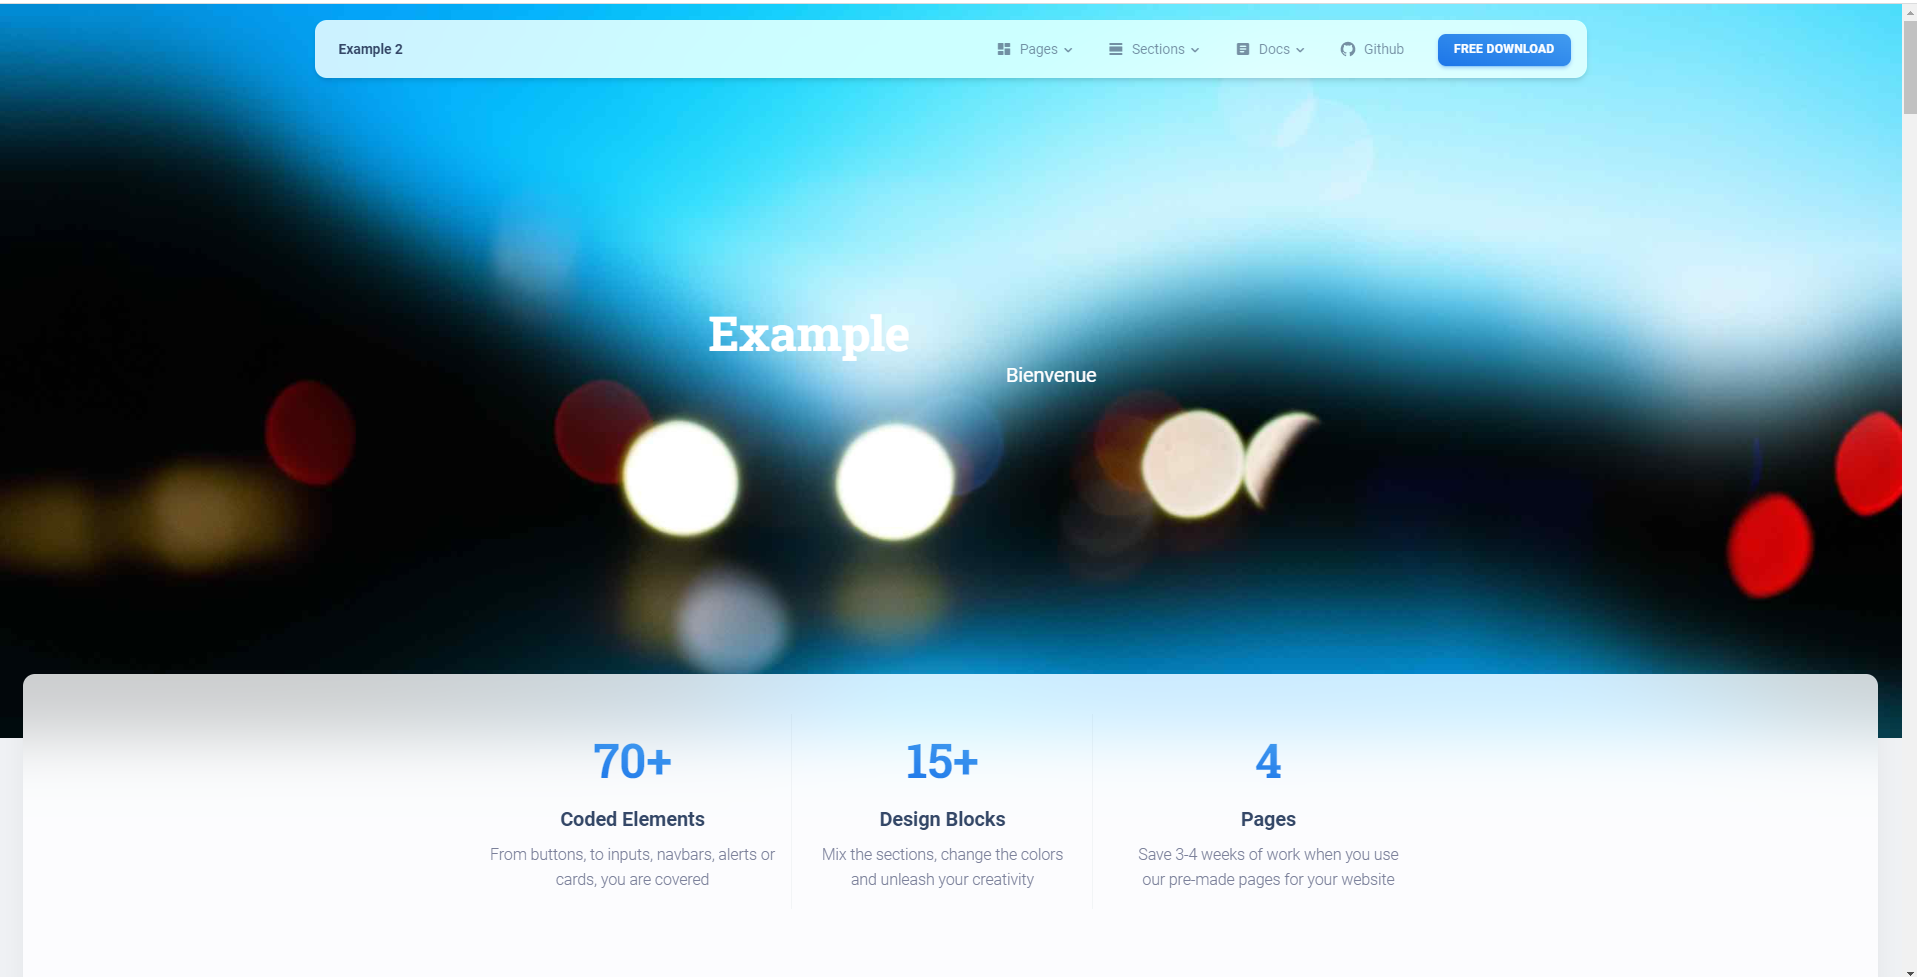 Example 2
Pages
Sections
Docs
Github
FREE DOWNLOAD
Example
Bienvenue
70+
15+
4
Coded Elements
Design Blocks
Pages
From buttons, to inputs, navbars, alerts or
cards, you are covered
Mix the sections, change the colors
and unleash your creativity
Save 3-4 weeks of work when you use
our pre-made pages for your website